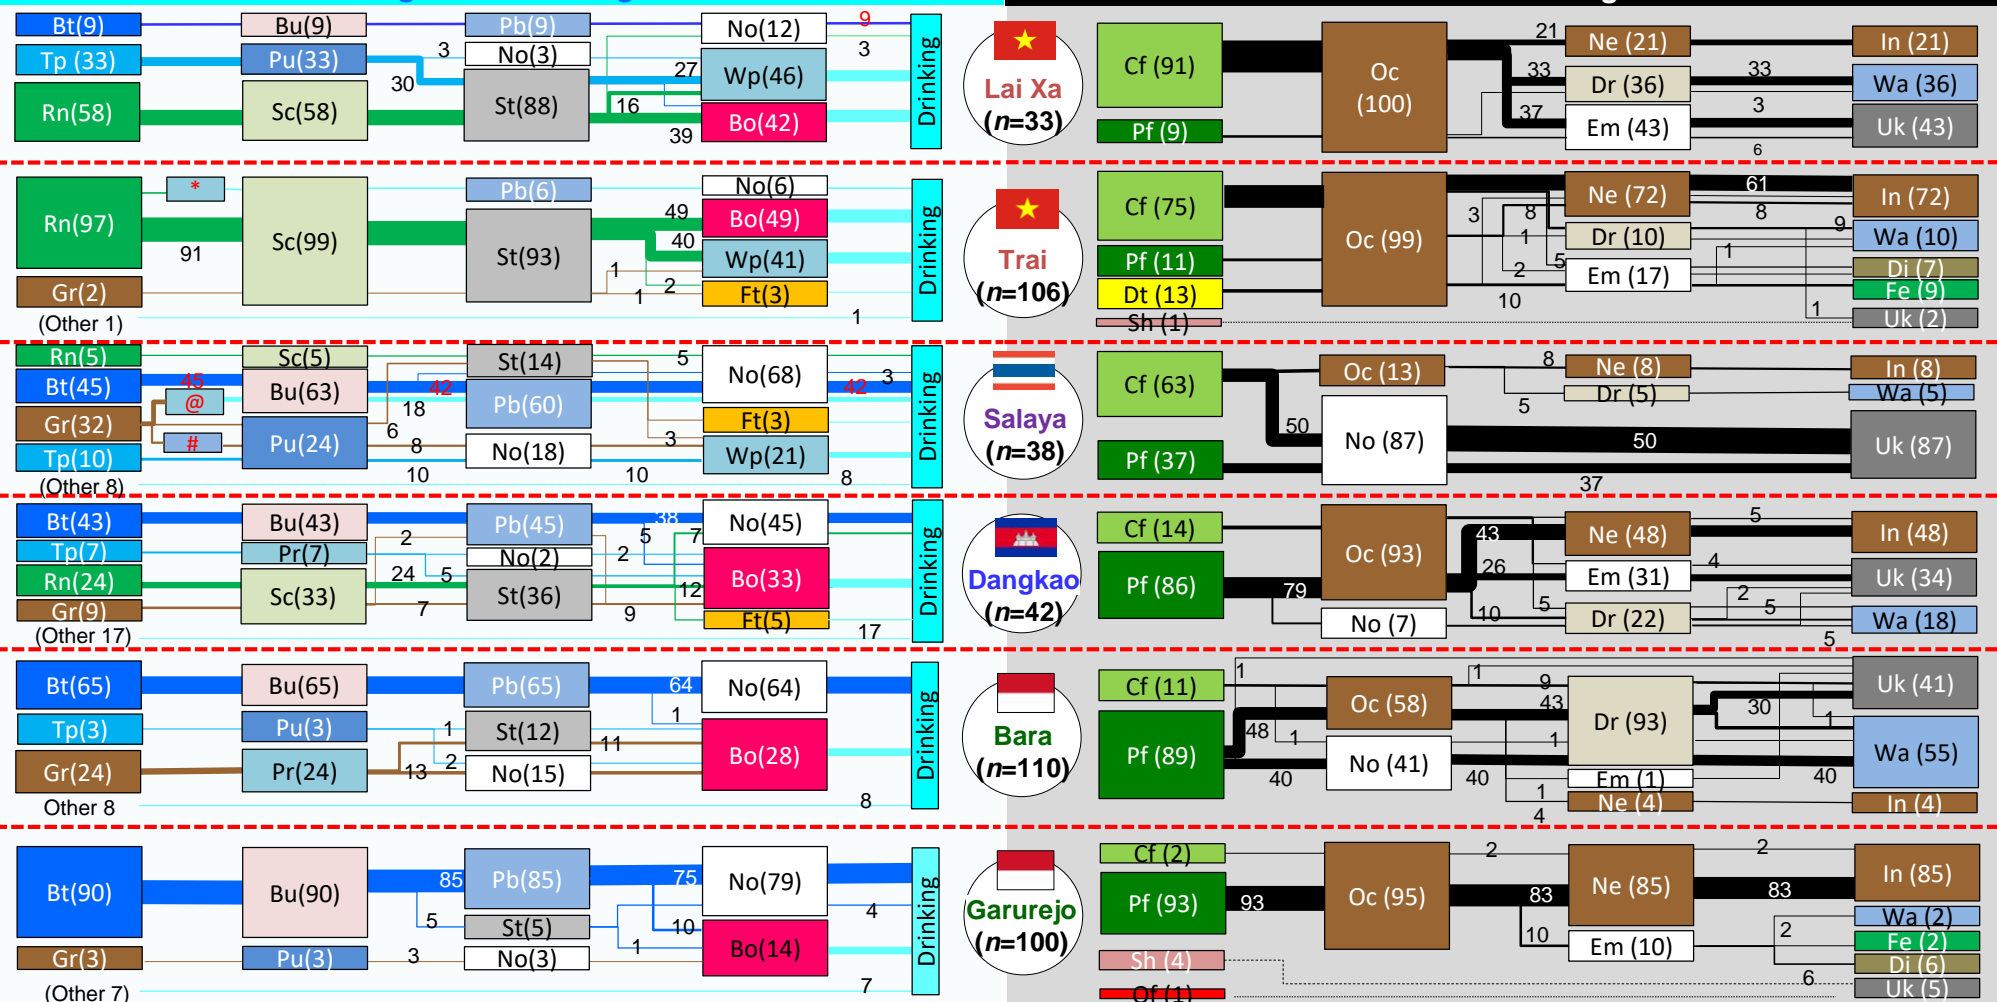 Bt(9)
Bu(9)
Pb(9)
No(12)
9
Tp (33)
Pu(33)
3
No(3)
3
30
St(88)
27
Wp(46)
Rn(58)
Sc(58)
16
Bo(42)
39
Drinking
Lai Xa
(n=33)
Cf (91)
Pf (9)
Oc
(100)
21
Ne (21)
In (21)
33
Dr (36)
33
Wa (36)
37
Em (43)
3
Uk (43)
6
Rn(97)
*
91
Sc(99)
Pb(6)
No(6)
St(93)
49
Bo(49)
40
Wp(41)
Gr(2)
1
2
1
Ft(3)
(Other 1)
1
Drinking
Trai
(n=106)
Cf (75)
Pf (11)
Dt (13)
Sh (1)
Oc (99)
3
8
1
5
2
10
Ne (72)
Dr (10)
Em (17)
61
8
9
1
1
In (72)
Wa (10)
Di (7)
Fe (9)
Uk (2)
Rn(5)
Sc(5)
St(14)
5
No(68)
Bt(45)
45
Bu(63)
42
Pb(60)
42
3
@
18
Gr(32)
#
6
Pu(24)
8
No(18)
3
Ft(3)
Wp(21)
Tp(10)
10
10
8
(Other 8)
Drinking
Salaya
(n=38)
Cf (63)
Pf (37)
50
Oc (13)
No (87)
8
5
Ne (8)
Dr (5)
50
37
In (8)
Wa (5)
Uk (87)
Bt(43)
Bu(43)
Pb(45)
38
No(45)
Tp(7)
Pr(7)
2
No(2)
5
2
7
Rn(24)
Sc(33)
24
5
St(36)
12
Bo(33)
Gr(9)
7
9
Ft(5)
(Other 17)
17
Drinking
Dangkao
(n=42)
Cf (14)
Pf (86)
79
Oc (93)
No (7)
43
26
10
5
Ne (48)
Em (31)
Dr (22)
5
4
2
5
5
In (48)
Uk (34)
Wa (18)
Bt(65)
Bu(65)
Pb(65)
64
No(64)
Tp(3)
Pu(3)
1
St(12)
1
11
Gr(24)
Pr(24)
13
2
No(15)
Bo(28)
Other 8
8
Drinking
Bara
(n=110)
Cf (11)
Pf (89)
1
48
1
40
Oc (58)
No (41)
1
9
43
1
40
1
4
Dr (93)
Em (1)
Ne (4)
30
1
40
Uk (41)
Wa (55)
In (4)
Bt(90)
Bu(90)
85
Pb(85)
75
No(79)
5
St(5)
10
4
Gr(3)
Pu(3)
3
No(3)
1
Bo(14)
(Other 7)
7
Drinking
Garurejo
(n=100)
Cf (2)
Pf (93)
93
Sh (4)
Of (1)
Oc (95)
2
83
10
Ne (85)
Em (10)
2
83
2
6
In (85)
Wa (2)
Fe (2)
Di (6)
Uk (5)